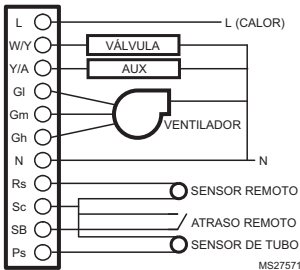 L L (CALOR)
W/Y VÁLVULA
Y/A AUX
Gl
Gm
VENTILADOR
Gh
N N
Rs
SENSOR REMOTO
Sc
ATRASO REMOTO
SB
SENSOR DE TUBO
Ps
MS27571